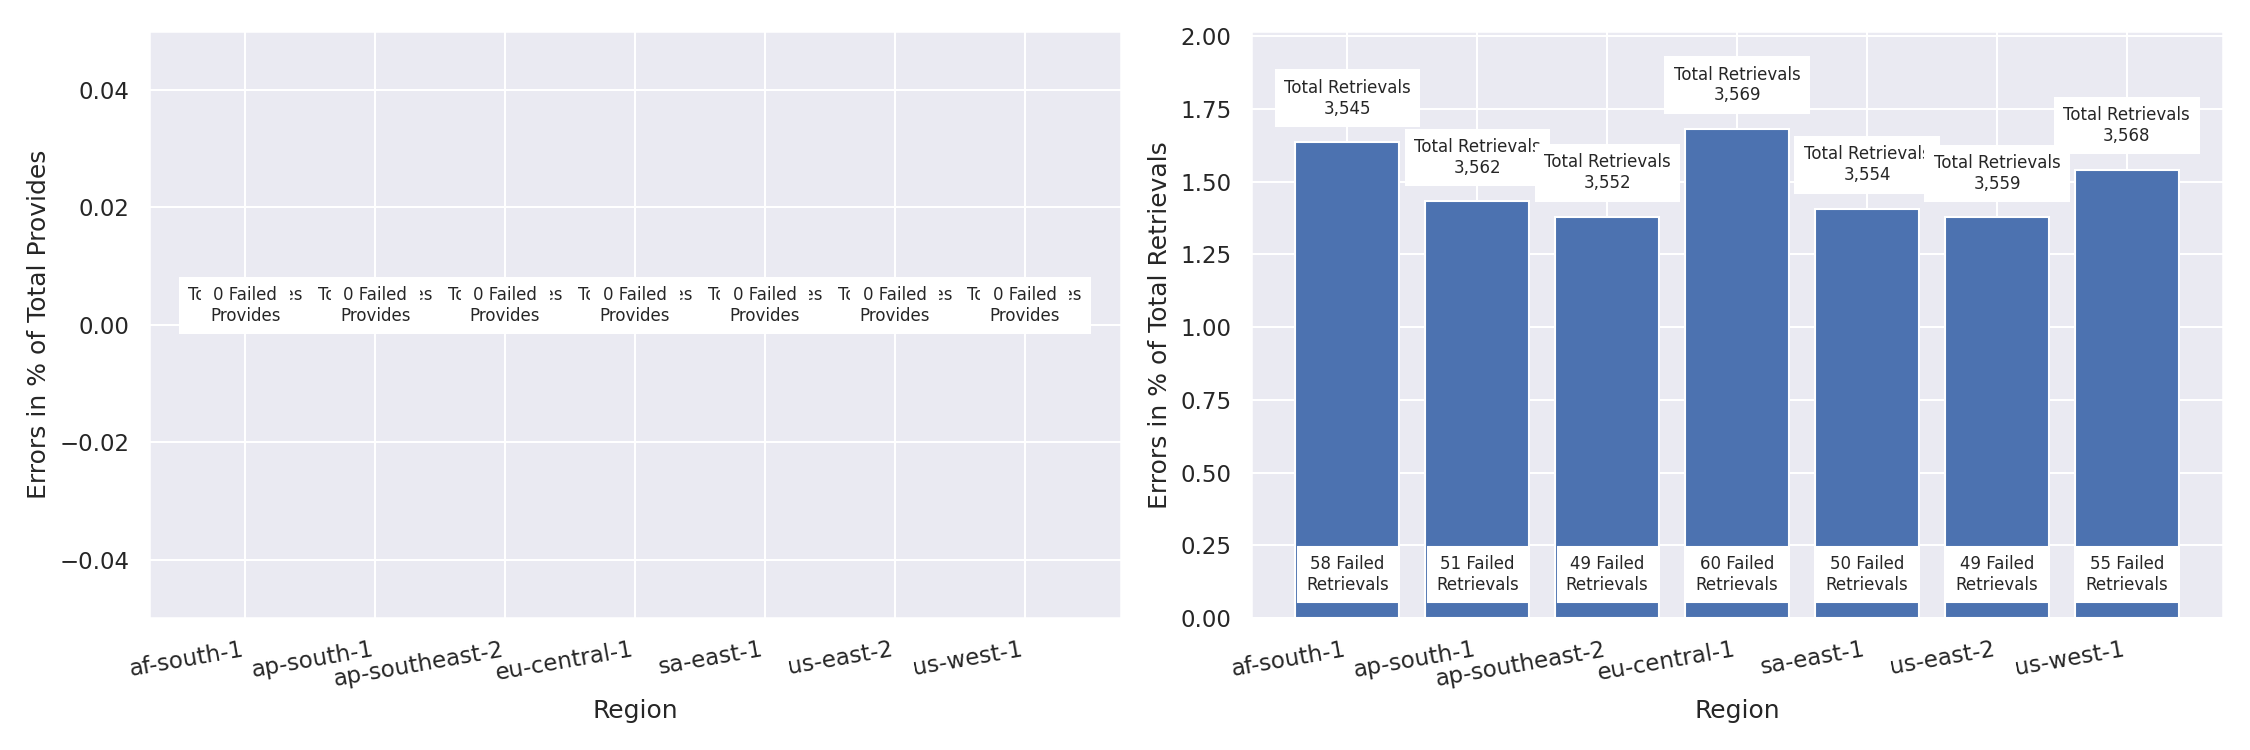 Errors in % of Total Provides
0.04
0.02
0.00
−0.02
−0.04
0 Failed
Provides
0 Failed
Provides
0 Failed
Provides
0 Failed
Provides
0 Failed
Provides
0 Failed
Provides
0 Failed
Provides
af-south-1
ap-south-1
ap-southeast-2
eu-central-1
sa-east-1
us-east-2
us-west-1
Region
Errors in % of Total Retrievals
2.00
1.75
1.50
1.25
1.00
0.75
0.50
0.25
0.00
Total Retrievals
3,545
Total Retrievals
3,562
Total Retrievals
3,552
Total Retrievals
3,569
Total Retrievals
3,554
Total Retrievals
3,559
Total Retrievals
3,568
58 Failed
Retrievals
51 Failed
Retrievals
49 Failed
Retrievals
60 Failed
Retrievals
50 Failed
Retrievals
49 Failed
Retrievals
55 Failed
Retrievals
af-south-1
ap-south-1
ap-southeast-2
eu-central-1
sa-east-1
us-east-2
us-west-1
Region